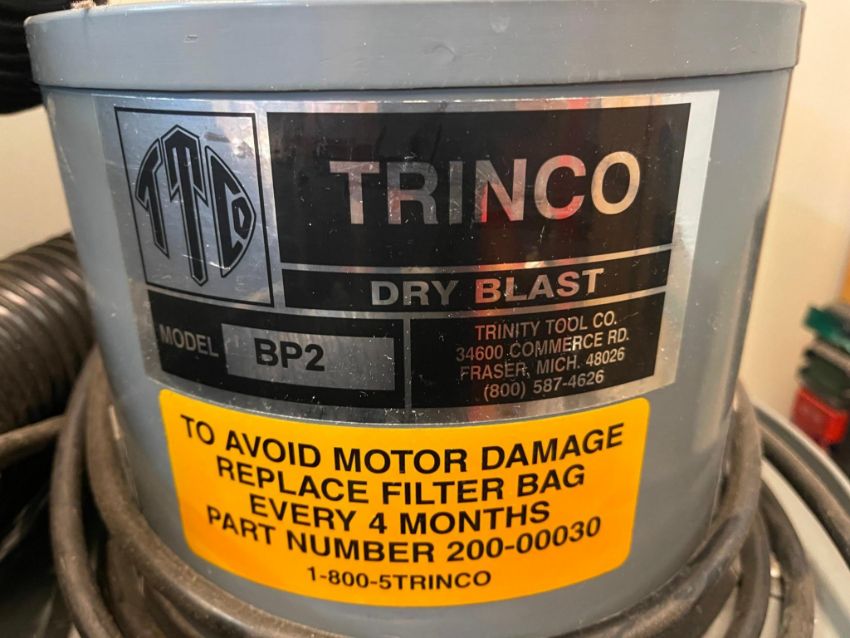 TTCO
TRINCO
DRY BLAST
MODEL BP2
TRINITY TOOL CO.
34600 COMMERCE RD.
FRASER, MICH. 48026
(800) 587-4626
TO AVOID MOTOR DAMAGE
REPLACE FILTER BAG
EVERY 4 MONTHS
PART NUMBER 200-00030
1-800-5TRINCO